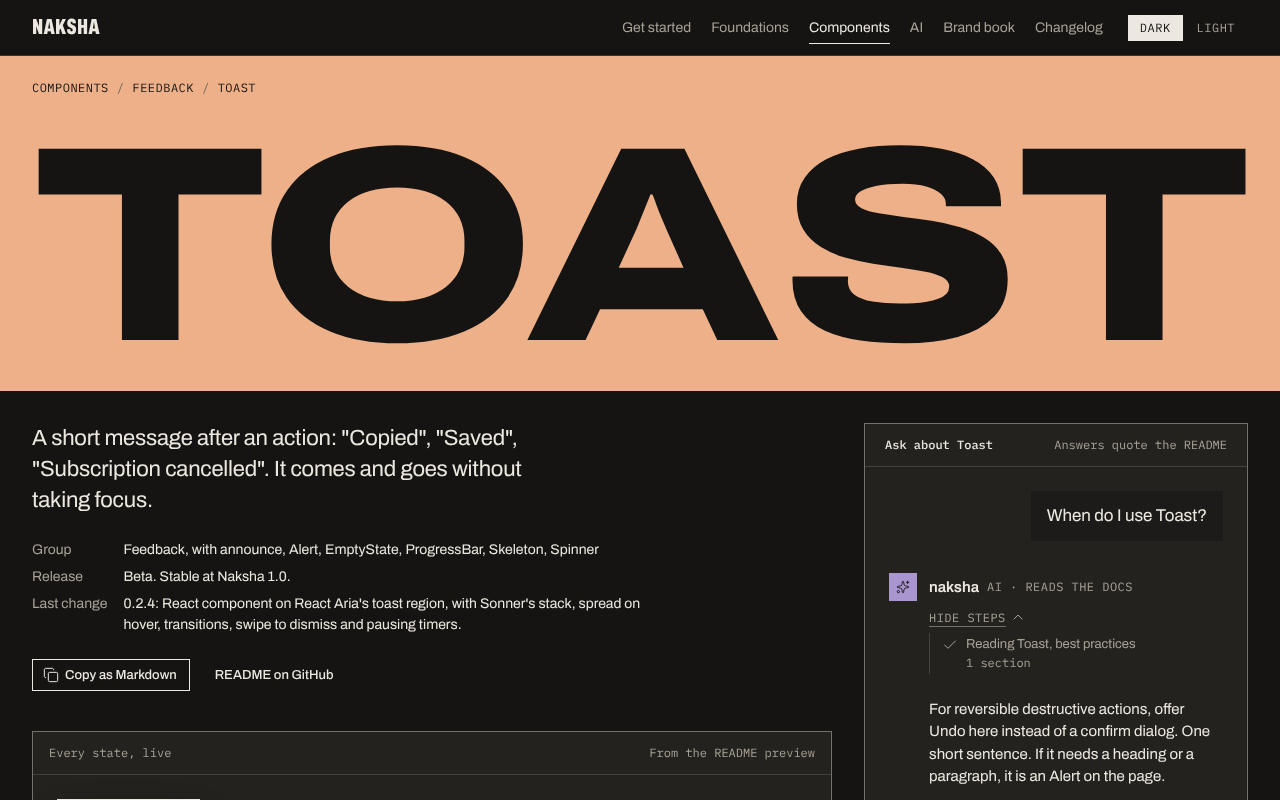 NAKSHA
Get started
Foundations
Components
AI
Brand book
Changelog
DARK
LIGHT
COMPONENTS / FEEDBACK / TOAST
TOAST
A short message after an action: "Copied", "Saved",
"Subscription cancelled". It comes and goes without
taking focus.
Group Feedback, with announce, Alert, EmptyState, ProgressBar, Skeleton, Spinner
Release Beta. Stable at Naksha 1.0.
Last change 0.2.4: React component on React Aria's toast region, with Sonner's stack, spread on
hover, transitions, swipe to dismiss and pausing timers.
Copy as Markdown
README on GitHub
Every state, live
From the README preview
Ask about Toast
Answers quote the README
When do I use Toast?
naksha AI · READS THE DOCS
HIDE STEPS
Reading Toast, best practices
1 section
For reversible destructive actions, offer
Undo here instead of a confirm dialog. One
short sentence. If it needs a heading or a
paragraph, it is an Alert on the page.